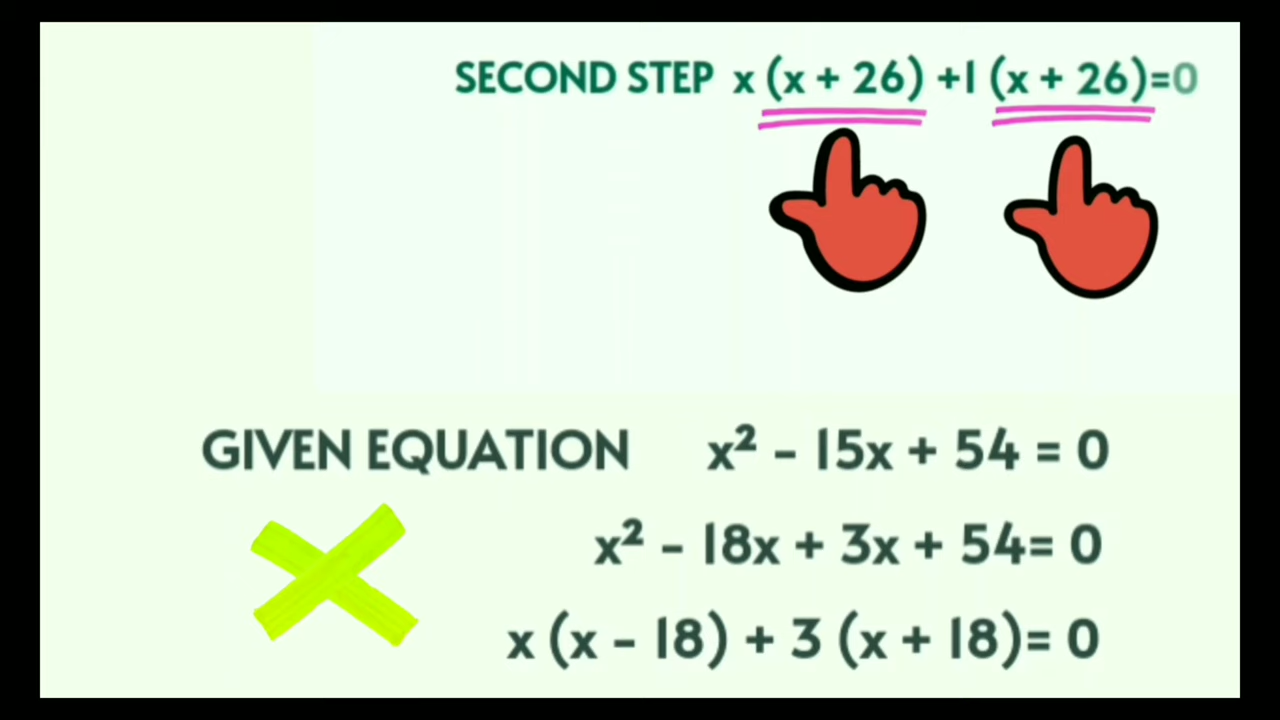 SECOND STEP x (x + 26) +1 (x + 26)=0
GIVEN EQUATION x² - 15x + 54 = 0
x² - 18x + 3x + 54= 0
x (x - 18) + 3 (x + 18)= 0